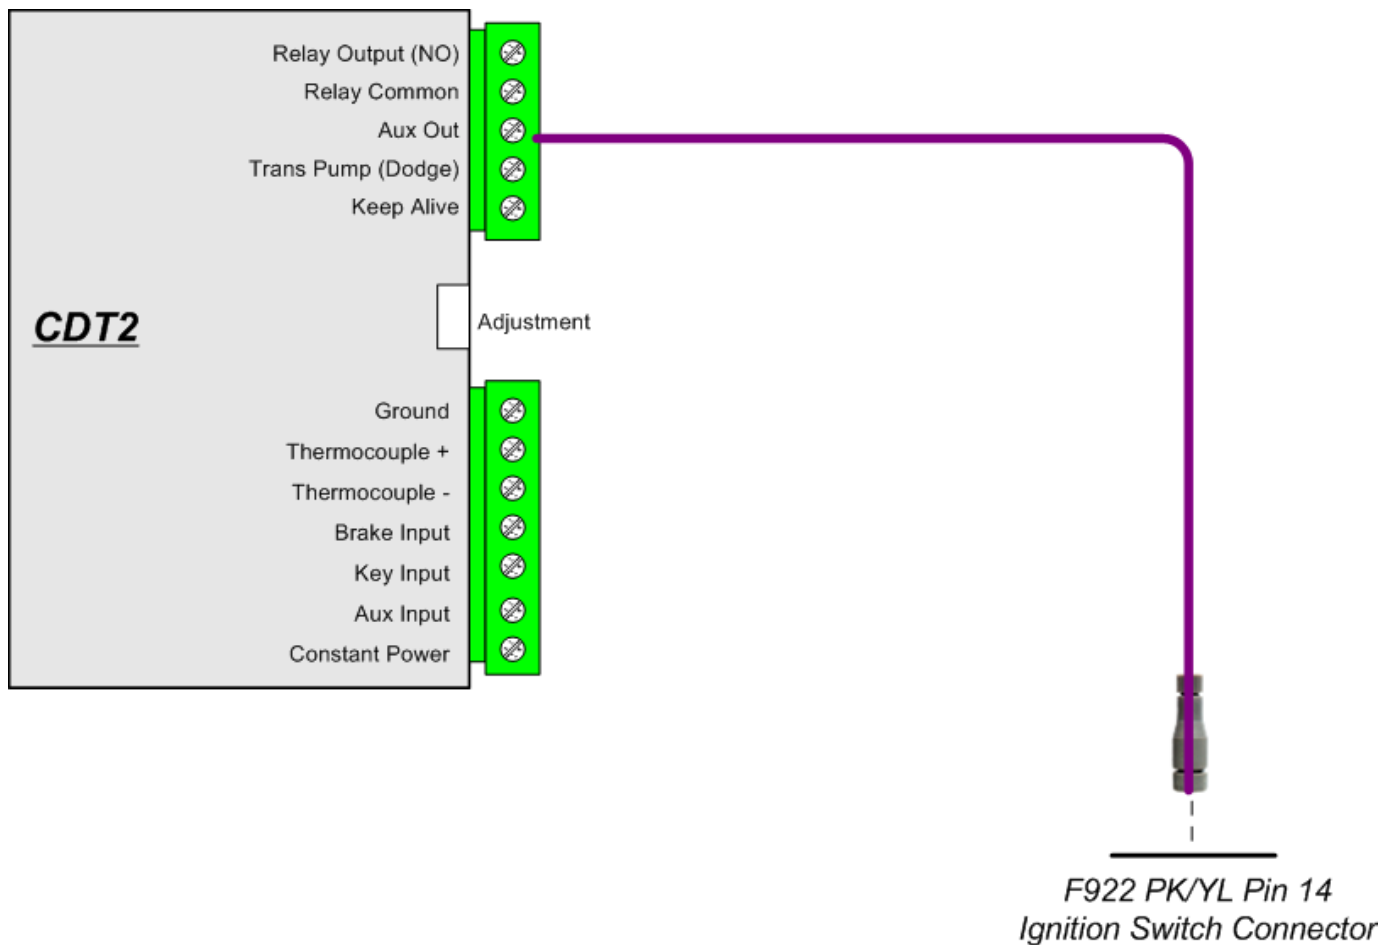 Relay Output (NO)
Relay Common
Aux Out
Trans Pump (Dodge)
Keep Alive
CDT2
Adjustment
Ground
Thermocouple +
Thermocouple -
Brake Input
Key Input
Aux Input
Constant Power
F922 PK/YL Pin 14
Ignition Switch Connector